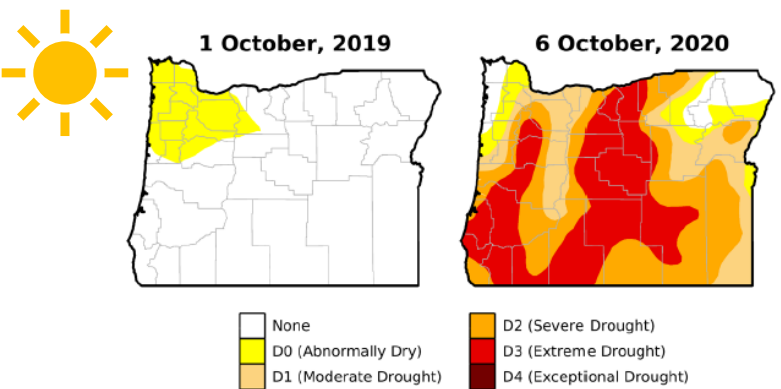 1 October, 2019
6 October, 2020
None
D0 (Abnormally Dry)
D1 (Moderate Drought)
D2 (Severe Drought)
D3 (Extreme Drought)
D4 (Exceptional Drought)